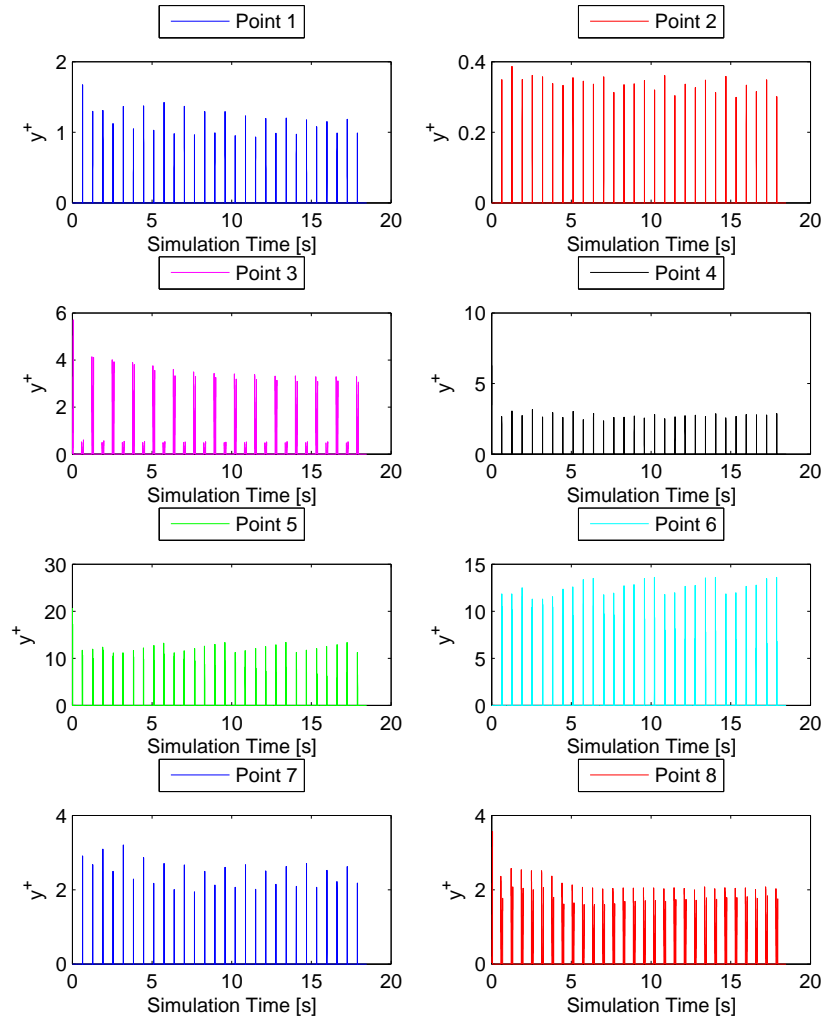 Point 1
2
1
0
y+
0 5 10 15 20
Simulation Time [s]
Point 2
0.4
0.2
0
y+
0 5 10 15 20
Simulation Time [s]
Point 3
6
4
2
0
y+
0 5 10 15 20
Simulation Time [s]
Point 4
10
5
0
y+
0 5 10 15 20
Simulation Time [s]
Point 5
30
20
10
0
y+
0 5 10 15 20
Simulation Time [s]
Point 6
15
10
5
0
y+
0 5 10 15 20
Simulation Time [s]
Point 7
4
2
0
y+
0 5 10 15 20
Simulation Time [s]
Point 8
4
2
0
y+
0 5 10 15 20
Simulation Time [s]